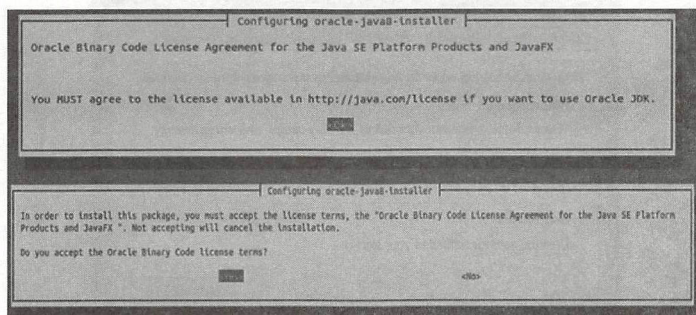 Configuring oracle-java8-installer
Oracle Binary Code License Agreement for the Java SE Platform Products and JavaFX
You MUST agree to the license available in http://java.com/license if you want to use Oracle JDK.
Configuring oracle-java8-installer
In order to install this package, you must accept the license terms, the "Oracle Binary Code License Agreement for the Java SE Platform
Products and JavaFX ". Not accepting will cancel the installation.
Do you accept the Oracle Binary Code license terms?
<No>